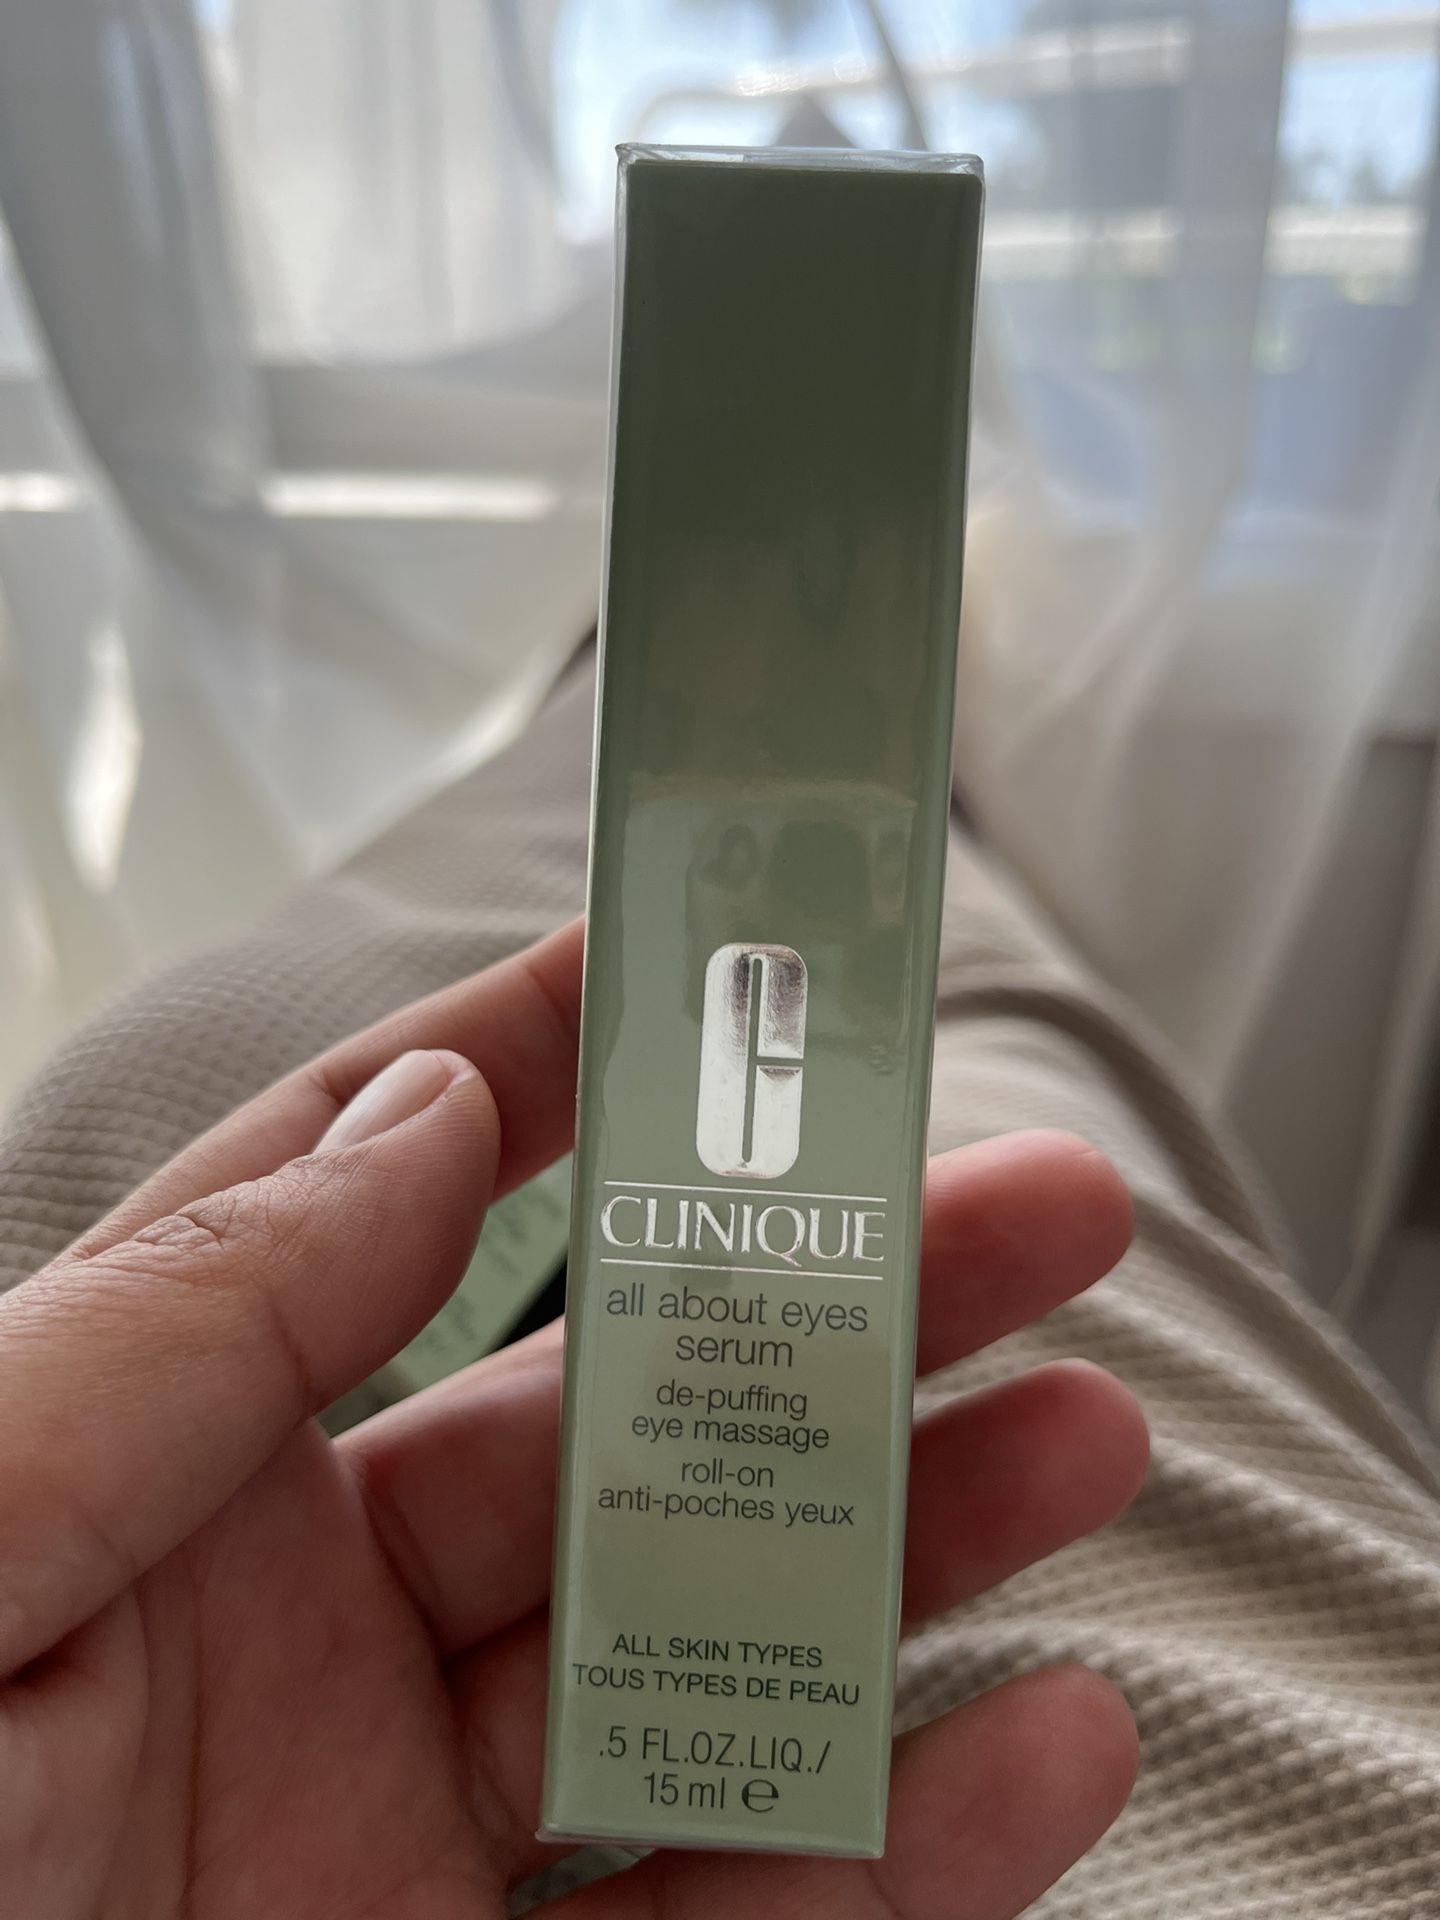 CLINIQUE
all about eyes
serum
de-puffing
eye massage
roll-on
anti-poches yeux
ALL SKIN TYPES
TOUS TYPES DE PEAU
.5 FL.OZ.LIQ./
15 ml ℮